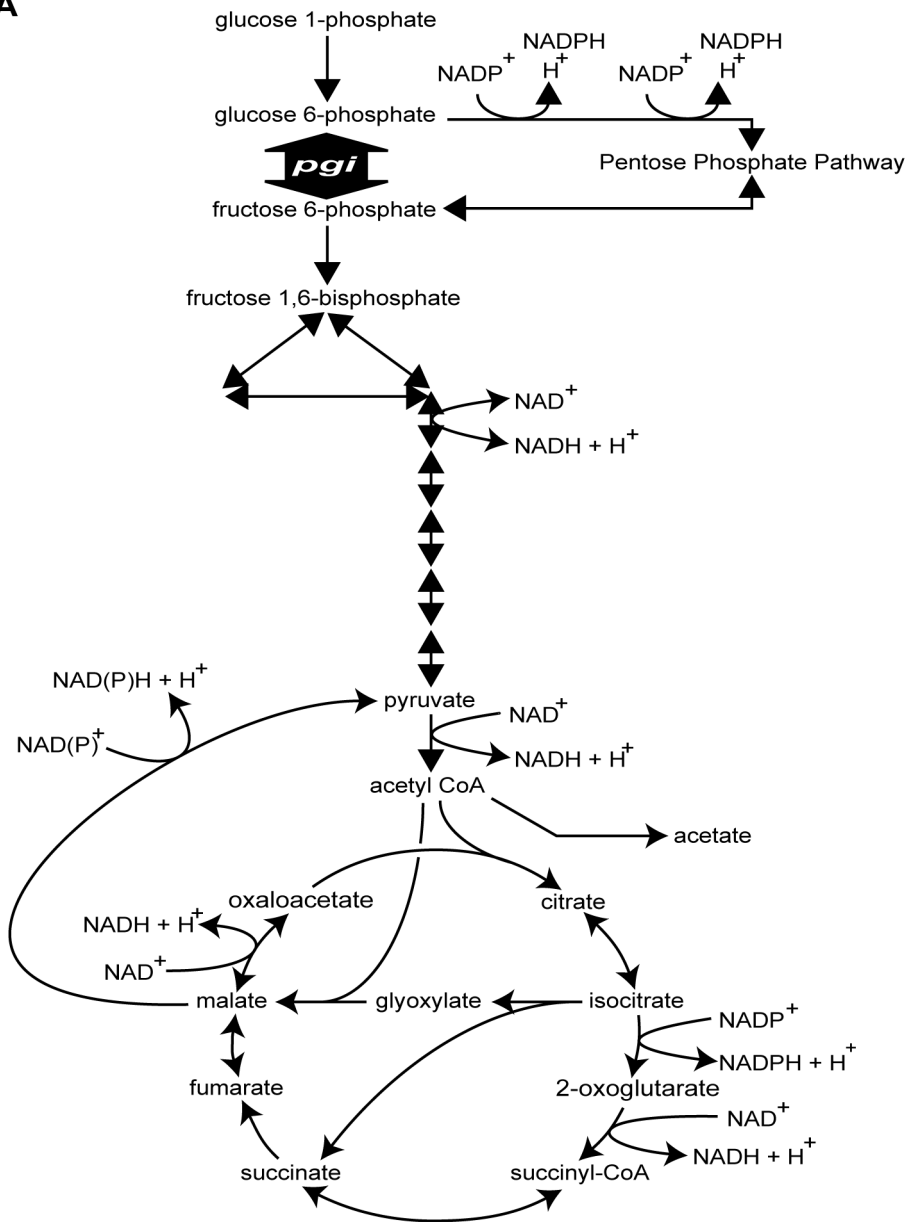 A
glucose 1-phosphate
NADPH
NADPH
NADP+
H+
NADP+
H+
glucose 6-phosphate
pgi
Pentose Phosphate Pathway
fructose 6-phosphate
fructose 1,6-bisphosphate
NAD+
NADH + H+
NAD(P)H + H+
pyruvate
NAD+
NAD(P)+
NADH + H+
acetyl CoA
acetate
oxaloacetate
citrate
NADH + H+
NAD+
malate
glyoxylate
isocitrate
NADP+
NADPH + H+
fumarate
2-oxoglutarate
NAD+
NADH + H+
succinate
succinyl-CoA